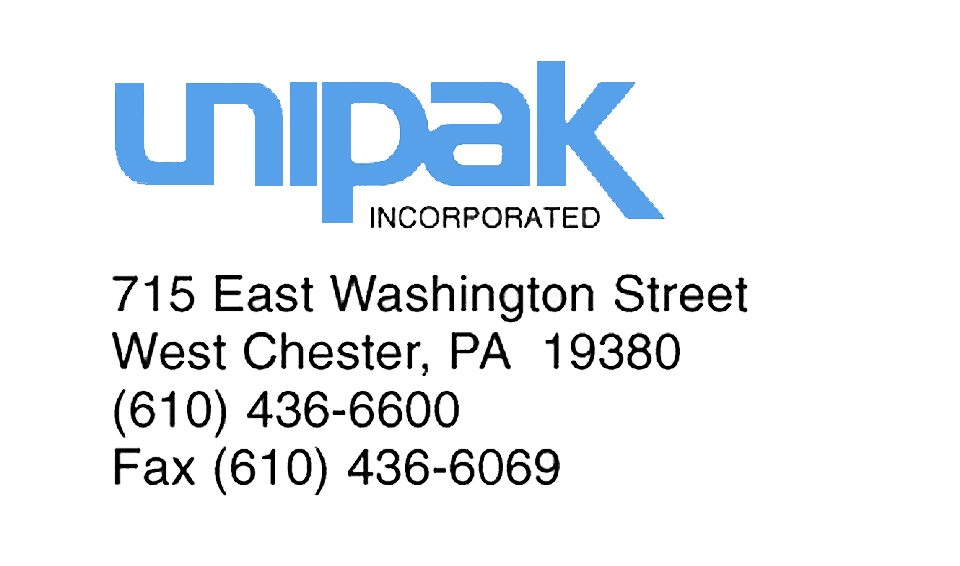 unipak
INCORPORATED
715 East Washington Street
West Chester, PA  19380
(610) 436-6600
Fax (610) 436-6069